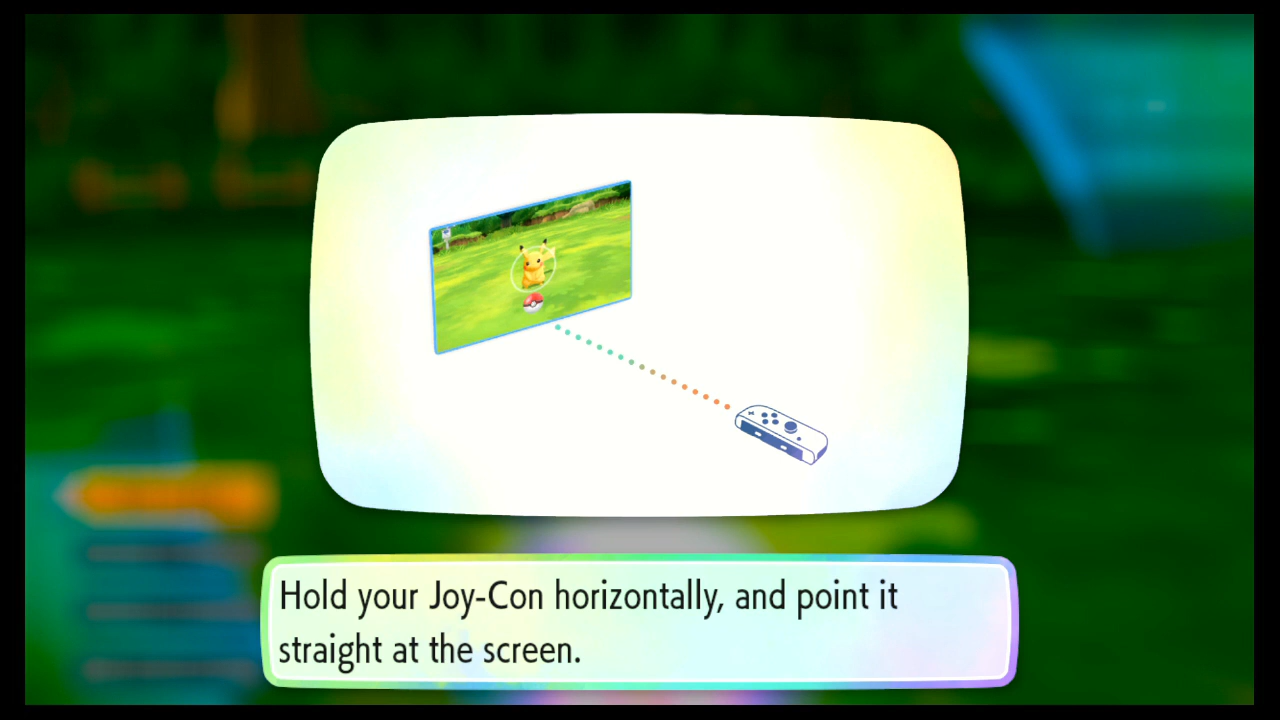 Hold your Joy-Con horizontally, and point it
straight at the screen.